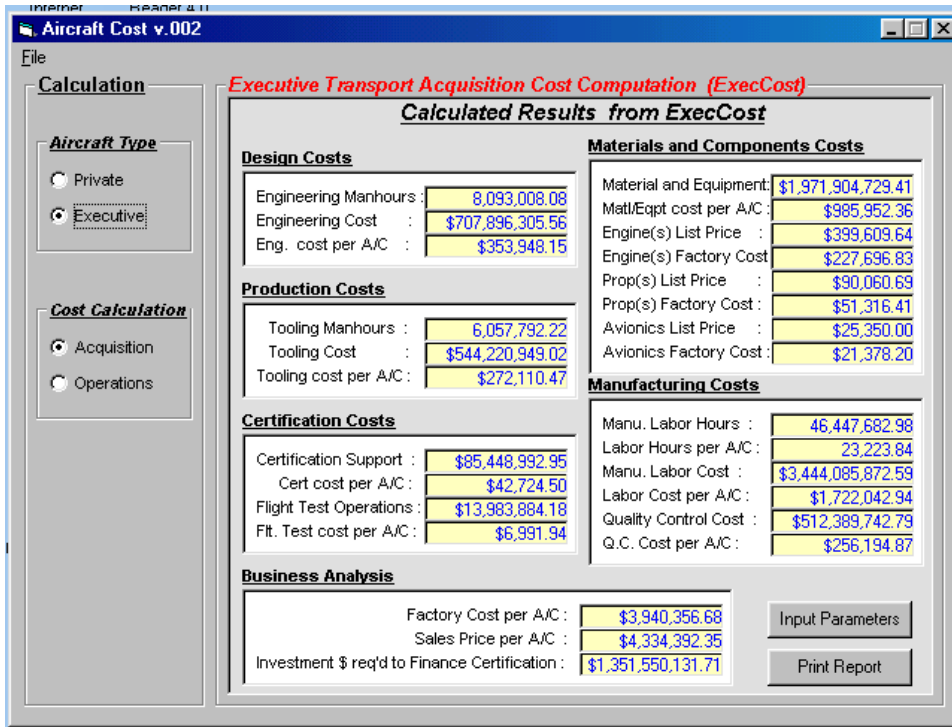 Internet Reader 4.0
Aircraft Cost v.002
File
Calculation
Aircraft Type
Private
Executive
Cost Calculation
Acquisition
Operations
Executive Transport Acquisition Cost Computation (ExecCost)
Calculated Results from ExecCost
Design Costs
Engineering Manhours : 8,093,008.08
Engineering Cost : $707,896,305.56
Eng. cost per A/C : $353,948.15
Production Costs
Tooling Manhours : 6,057,792.22
Tooling Cost : $544,220,949.02
Tooling cost per A/C : $272,110.47
Certification Costs
Certification Support : $85,448,992.95
Cert cost per A/C : $42,724.50
Flight Test Operations : $13,983,884.18
Flt. Test cost per A/C : $6,991.94
Materials and Components Costs
Material and Equipment: $1,971,904,729.41
Matl/Eqpt cost per A/C : $985,952.36
Engine(s) List Price : $399,609.64
Engine(s) Factory Cost $227,696.83
Prop(s) List Price : $90,060.69
Prop(s) Factory Cost : $51,316.41
Avionics List Price : $25,350.00
Avionics Factory Cost : $21,378.20
Manufacturing Costs
Manu. Labor Hours : 46,447,682.98
Labor Hours per A/C : 23,223.84
Manu. Labor Cost : $3,444,085,872.59
Labor Cost per A/C : $1,722,042.94
Quality Control Cost : $512,389,742.79
Q.C. Cost per A/C : $256,194.87
Business Analysis
Factory Cost per A/C : $3,940,356.68
Sales Price per A/C : $4,334,392.35
Investment $ req'd to Finance Certification : $1,351,550,131.71
Input Parameters
Print Report